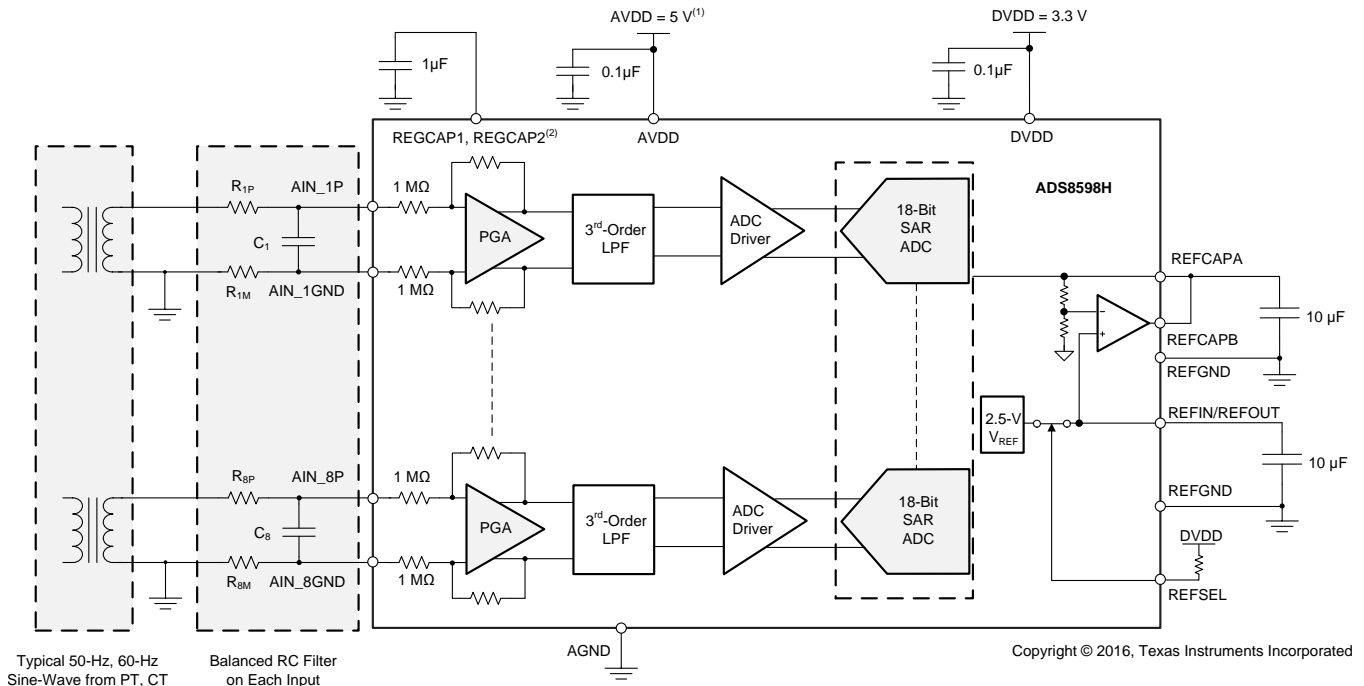 AVDD = 5 V(1)
DVDD = 3.3 V
1µF
0.1µF
0.1µF
REGCAP1, REGCAP2(2)
AVDD
DVDD
ADS8598H
R1P
AIN_1P
1 MΩ
C1
PGA
3rd-Order
LPF
ADC
Driver
18-Bit
SAR
ADC
R1M
AIN_1GND
1 MΩ
REFCAPA
10 µF
REFCAPB
REFGND
2.5-V
VREF
REFIN/REFOUT
10 µF
REFGND
R8P
AIN_8P
1 MΩ
C8
PGA
3rd-Order
LPF
ADC
Driver
18-Bit
SAR
ADC
R8M
AIN_8GND
1 MΩ
DVDD
REFSEL
AGND
Typical 50-Hz, 60-Hz
Sine-Wave from PT, CT
Balanced RC Filter
on Each Input
Copyright © 2016, Texas Instruments Incorporated